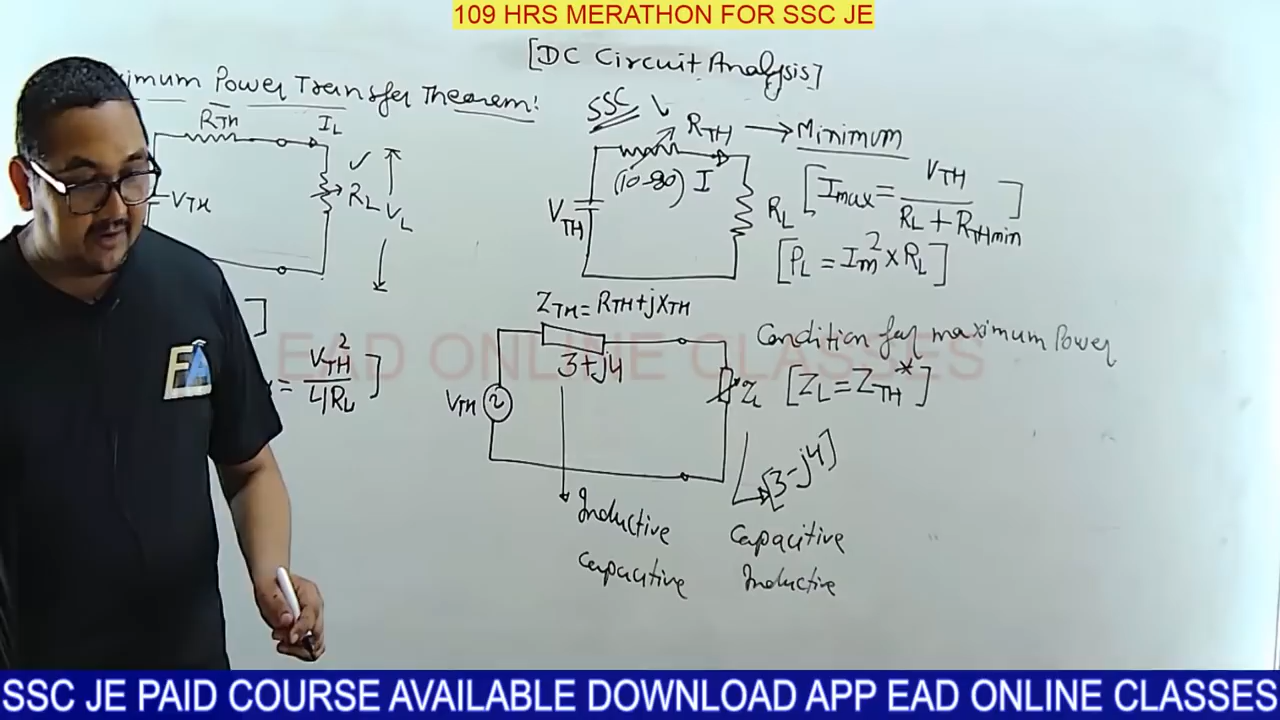 109 HRS MERATHON FOR SSC JE
[DC Circuit Analysis]
ximum Power Transfer Theorem:
RTH IL
VTH
RL
VL
]
= VTH²/4RL ]
SSC
RTH → Minimum
(10-80) I
VTH
RL
[Imax = VTH/(RL + RTHmin)]
[PL = Im² × RL]
ZTH = RTH+jXTH
3+j4
VTH
ZL
Condition for maximum Power
[ZL = ZTH*]
[3-j4]
Inductive Capacitive
Capacitive Inductive
EAD ONLINE CLASSES
EA
SSC JE PAID COURSE AVAILABLE DOWNLOAD APP EAD ONLINE CLASSES